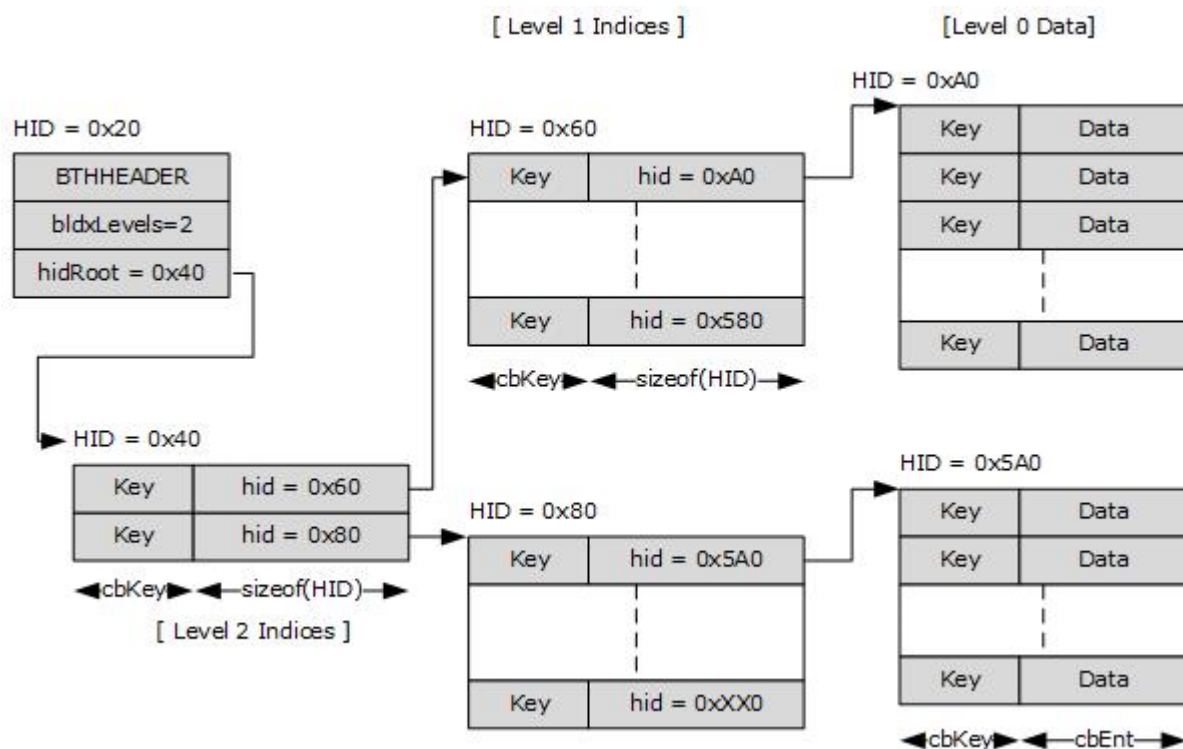 [ Level 1 Indices ]
[Level 0 Data]
HID = 0x20
BTHHEADER
bIdxLevels=2
hidRoot = 0x40
HID = 0x40
Key hid = 0x60
Key hid = 0x80
cbKey sizeof(HID)
[ Level 2 Indices ]
HID = 0x60
Key hid = 0xA0
Key hid = 0x580
cbKey sizeof(HID)
HID = 0x80
Key hid = 0x5A0
Key hid = 0xXX0
HID = 0xA0
Key Data
Key Data
Key Data
Key Data
HID = 0x5A0
Key Data
Key Data
Key Data
cbKey cbEnt